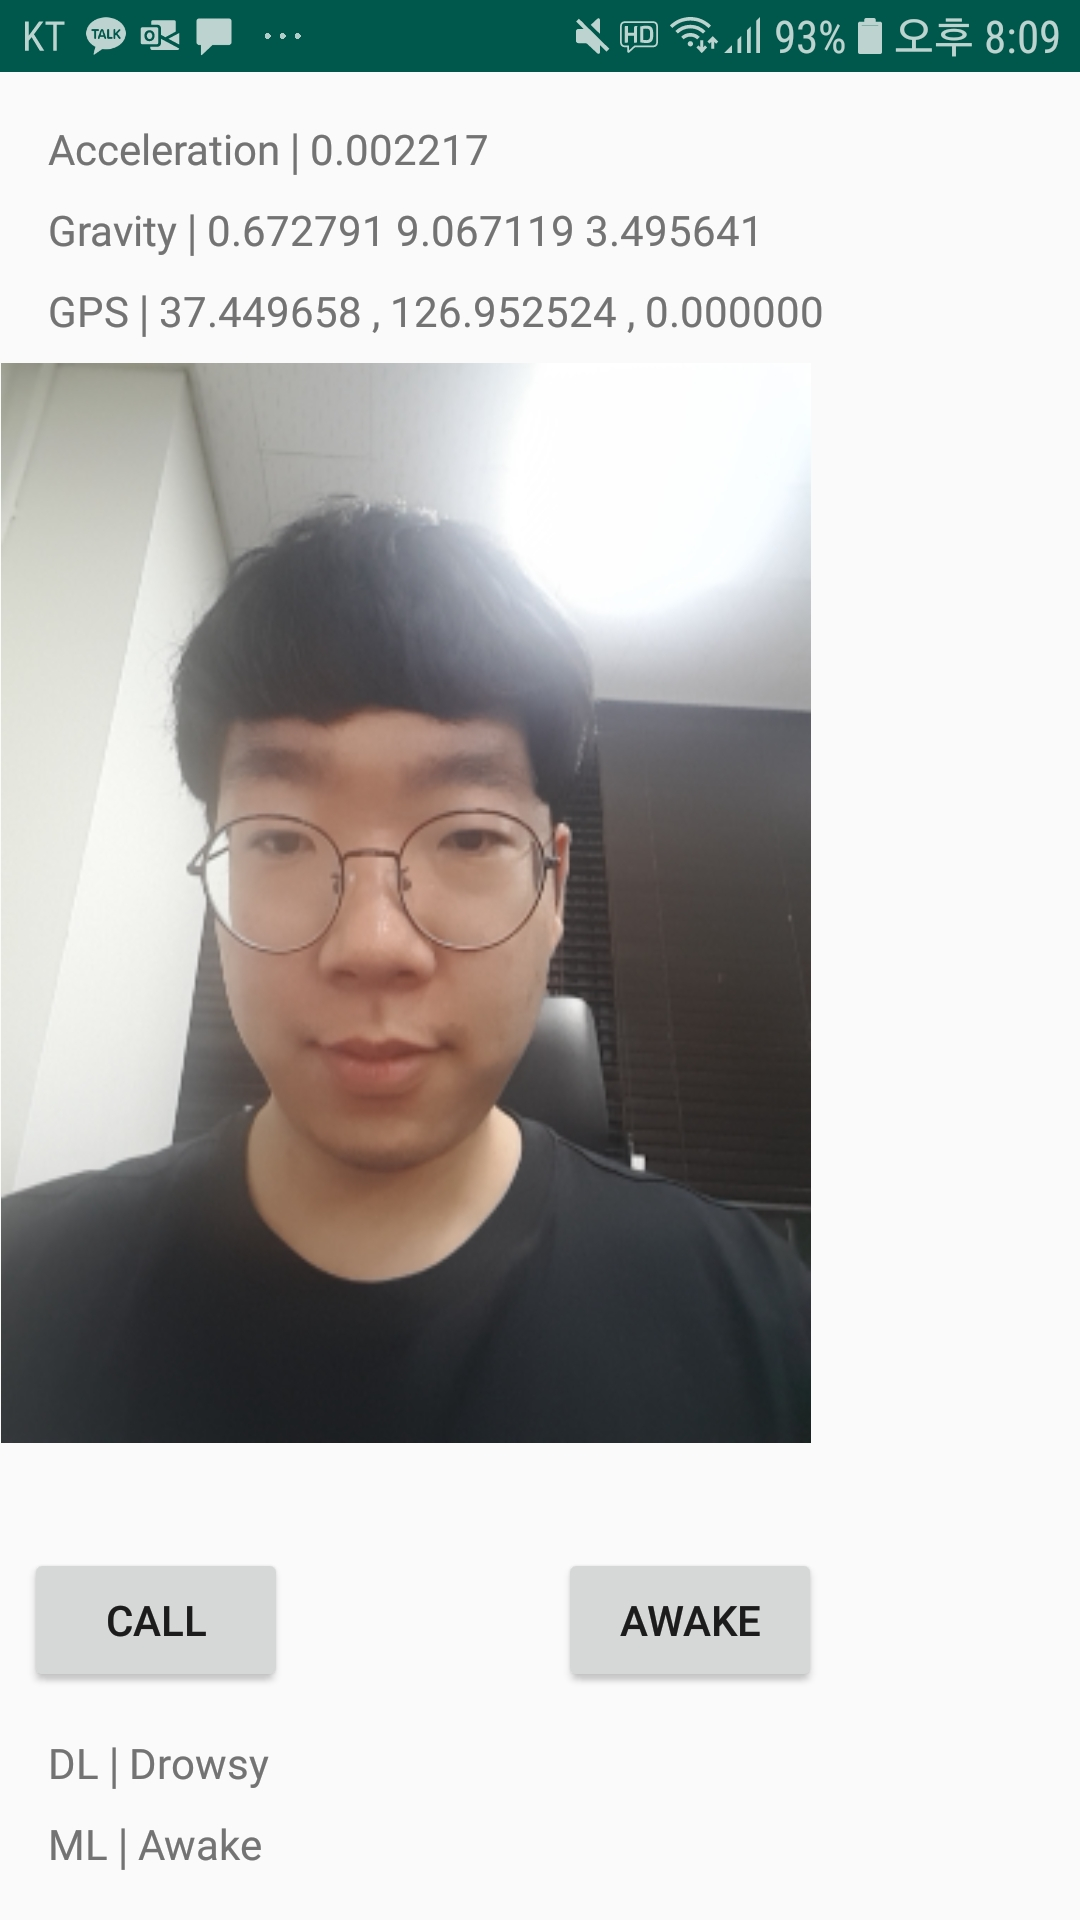 KT TALK HD 93% 오후 8:09
Acceleration | 0.002217
Gravity | 0.672791 9.067119 3.495641
GPS | 37.449658 , 126.952524 , 0.000000
CALL AWAKE
DL | Drowsy
ML | Awake